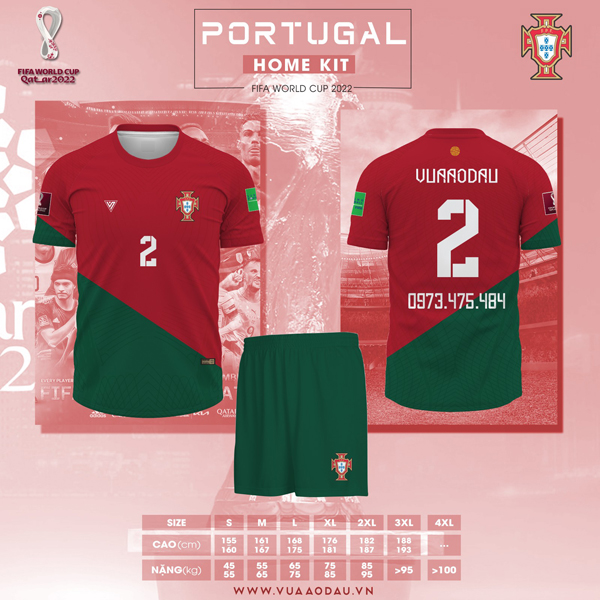 PORTUGAL
HOME KIT
FIFA WORLD CUP 2022
FIFA WORLD CUP
Qatar2022
2
VUAAODAU
2
0973.475.484
SIZE S M L XL 2XL 3XL 4XL
CAO(cm) 155 161 168 176 182 188 ...
160 167 175 181 187 193
NẶNG(kg) 45 55 65 75 85 >95 >100
55 65 75 85 95
WWW.VUAAODAU.VN